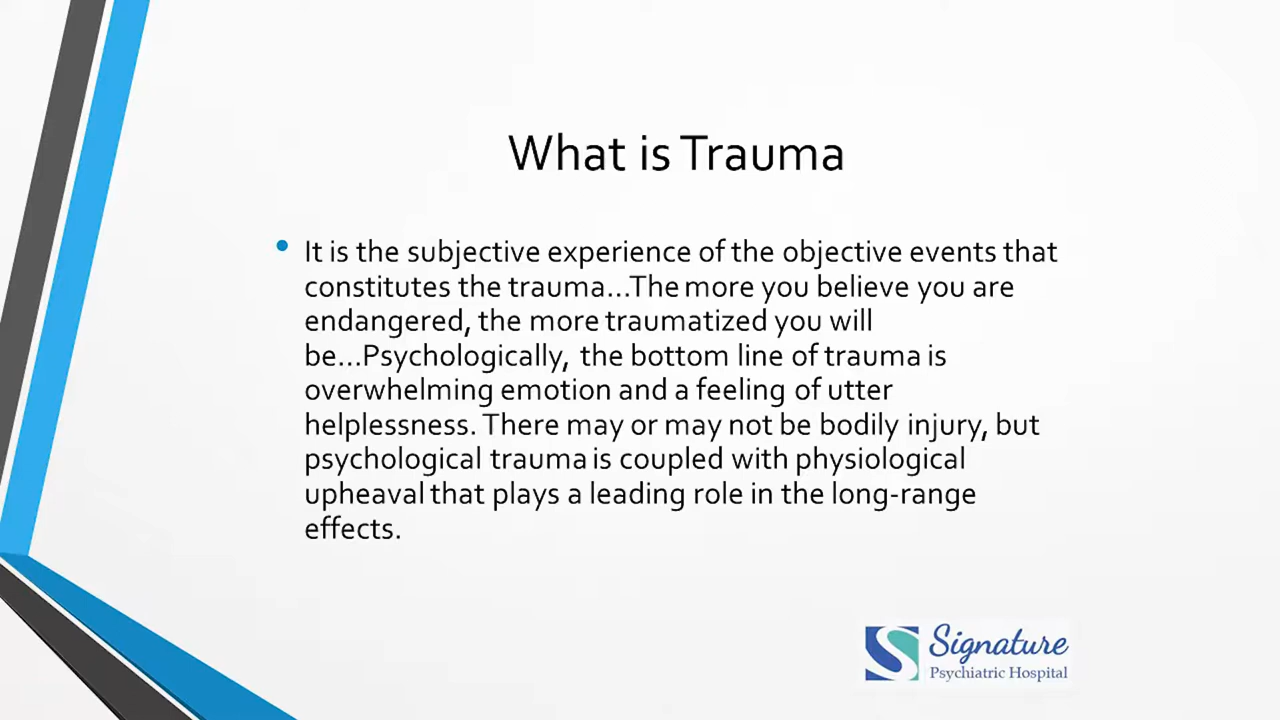 What is Trauma
• It is the subjective experience of the objective events that
constitutes the trauma...The more you believe you are
endangered, the more traumatized you will
be...Psychologically, the bottom line of trauma is
overwhelming emotion and a feeling of utter
helplessness. There may or may not be bodily injury, but
psychological trauma is coupled with physiological
upheaval that plays a leading role in the long-range
effects.
Signature
Psychiatric Hospital